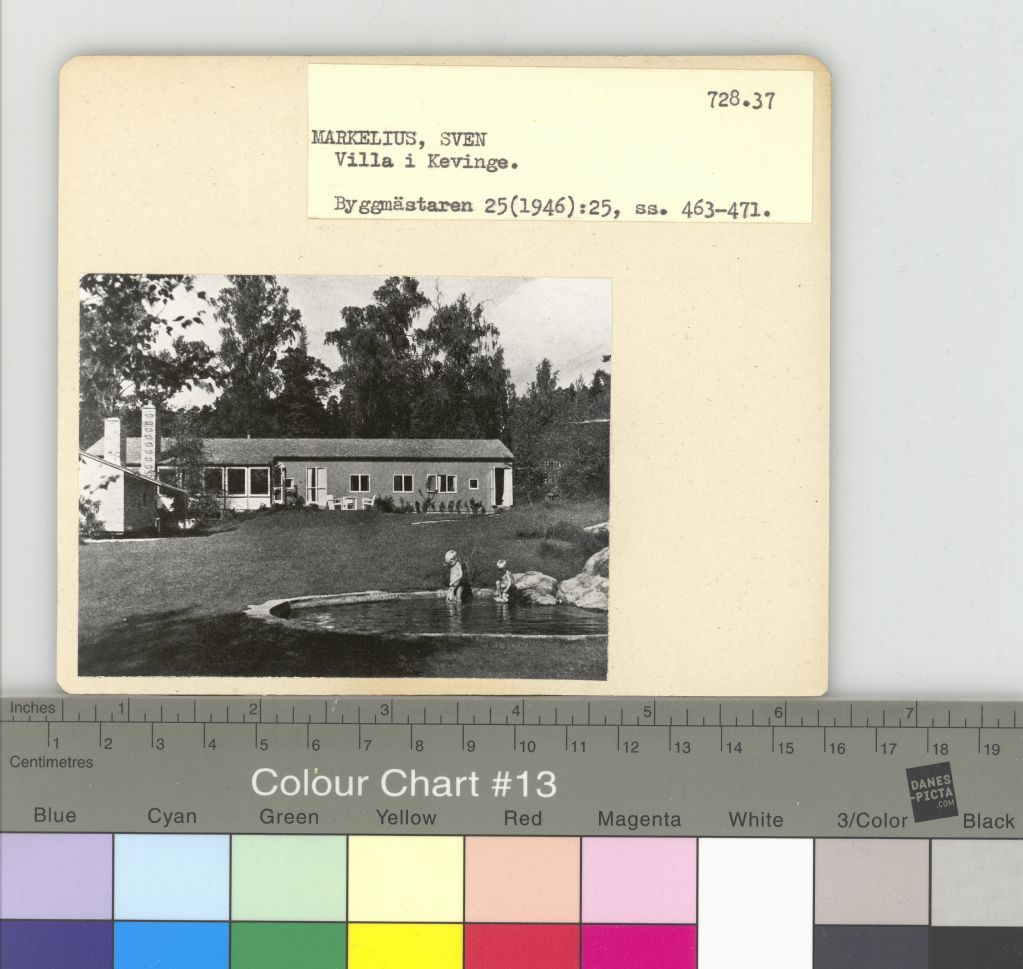 728.37
MARKELIUS, SVEN
Villa i Kevinge.
Byggmästaren 25(1946):25, ss. 463-471.
Inches 1 2 3 4 5 6 7
1 2 3 4 5 6 7 8 9 10 11 12 13 14 15 16 17 18 19
Centimetres
Colour Chart #13
DANES
-PICTA
.COM
Blue Cyan Green Yellow Red Magenta White 3/Color Black